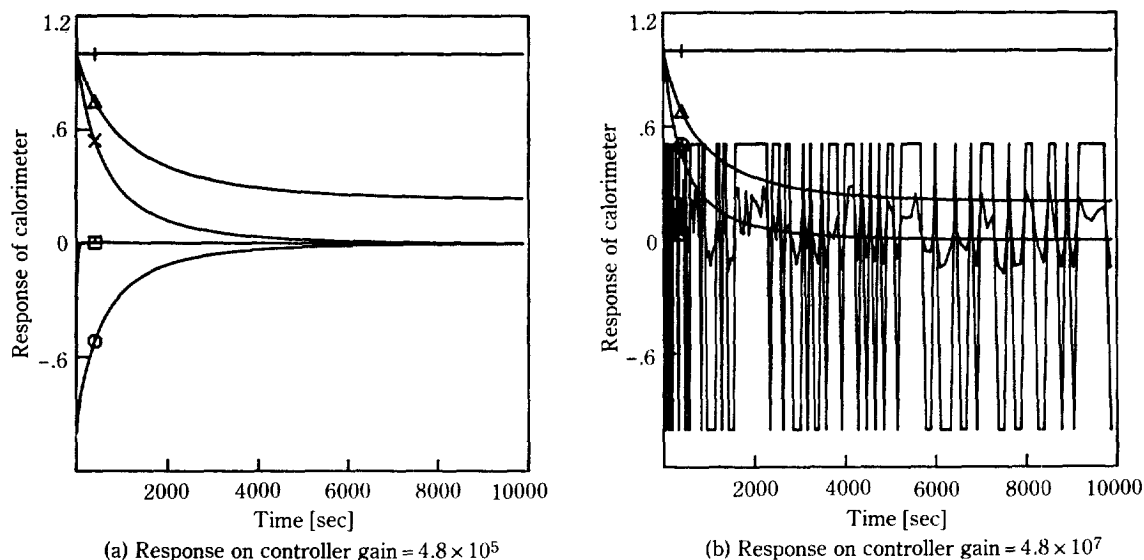 1.2
.6
0
-.6
Response of calorimeter
2000 4000 6000 8000 10000
Time [sec]
(a) Response on controller gain = 4.8 × 10⁵
1.2
.6
0
-.6
Response of calorimeter
2000 4000 6000 8000 10000
Time [sec]
(b) Response on controller gain = 4.8 × 10⁷